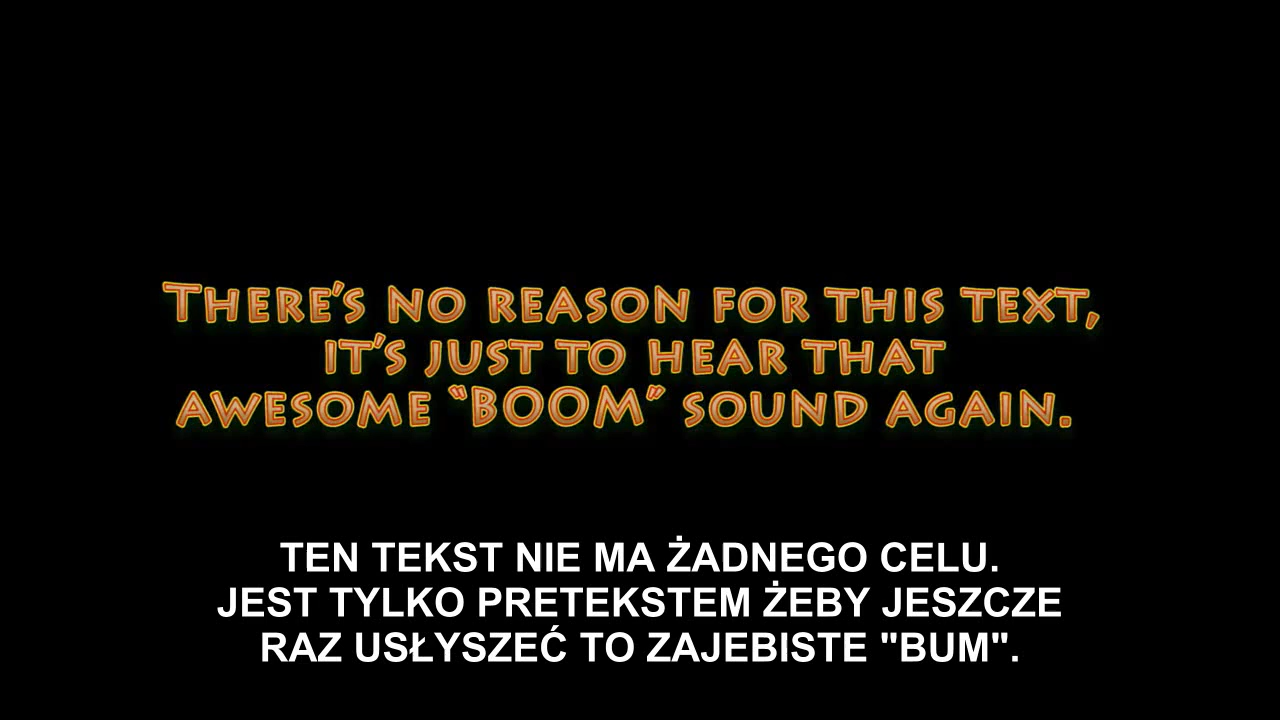 There's no reason for this text,
it's just to hear that
awesome “BOOM” sound again.
TEN TEKST NIE MA ŻADNEGO CELU.
JEST TYLKO PRETEKSTEM ŻEBY JESZCZE
RAZ USŁYSZEĆ TO ZAJEBISTE "BUM".